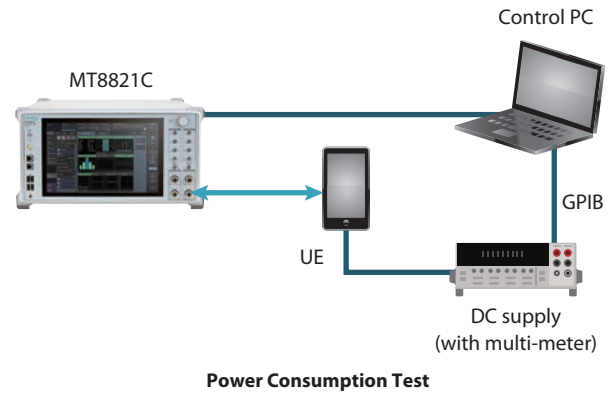 Control PC
MT8821C
GPIB
UE
DC supply
(with multi-meter)
Power Consumption Test